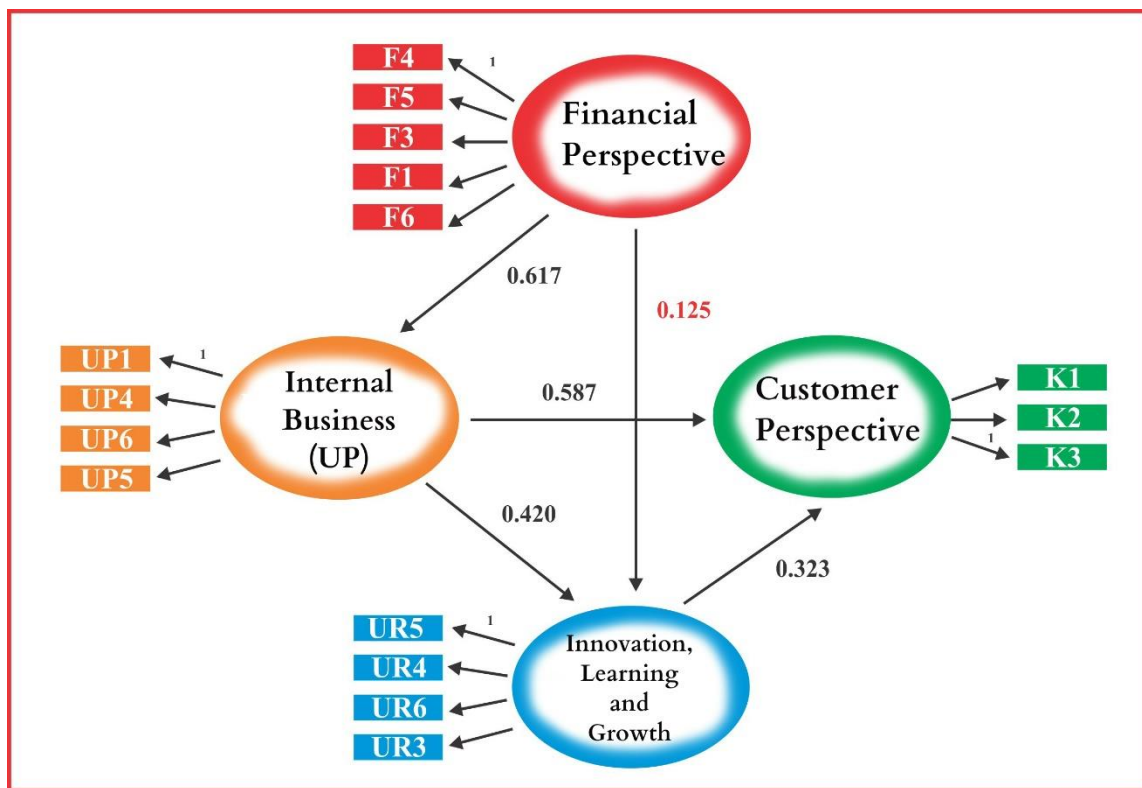 F4
1
F5
F3
F1
F6
Financial
Perspective
0.617
0.125
UP1
1
UP4
UP6
UP5
Internal
Business
(UP)
0.587
Customer
Perspective
K1
K2
1
K3
0.420
0.323
UR5
1
UR4
UR6
UR3
Innovation,
Learning
and
Growth